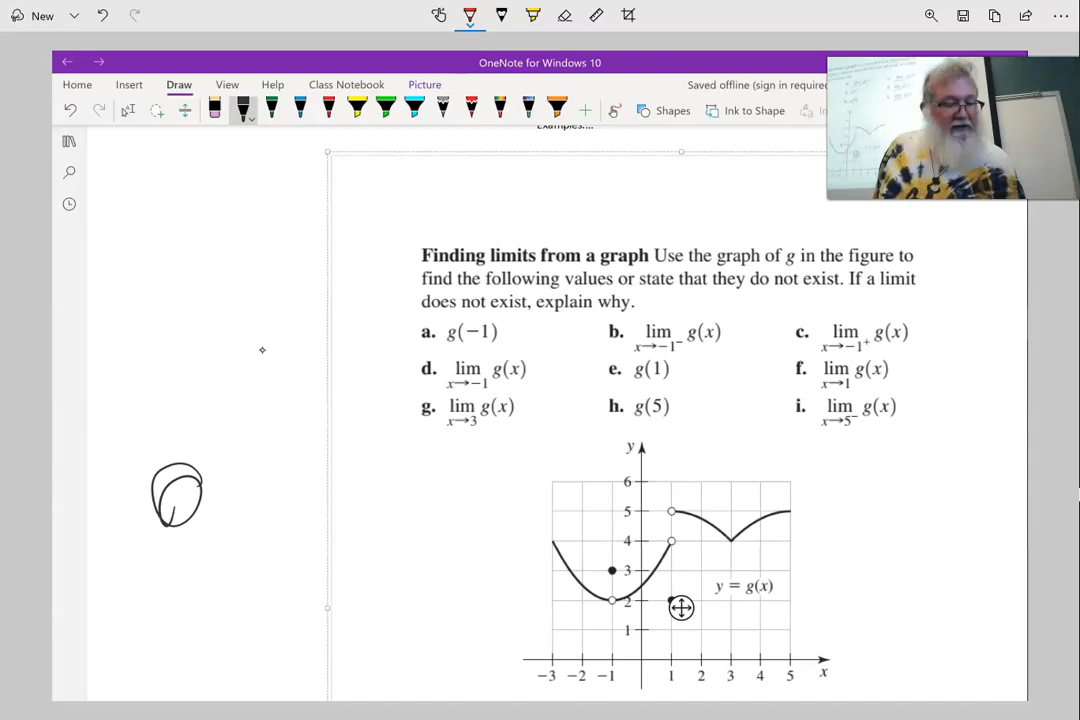 New
OneNote for Windows 10
Home Insert Draw View Help Class Notebook Picture Saved offline (sign in require
Shapes Ink to Shape
Examples....
Finding limits from a graph Use the graph of g in the figure to
find the following values or state that they do not exist. If a limit
does not exist, explain why.
a. g(−1) b. lim x→−1⁻ g(x) c. lim x→−1⁺ g(x)
d. lim x→−1 g(x) e. g(1) f. lim x→1 g(x)
g. lim x→3 g(x) h. g(5) i. lim x→5⁻ g(x)
y
6
5
4
3
2
1
y = g(x)
−3 −2 −1 1 2 3 4 5 x